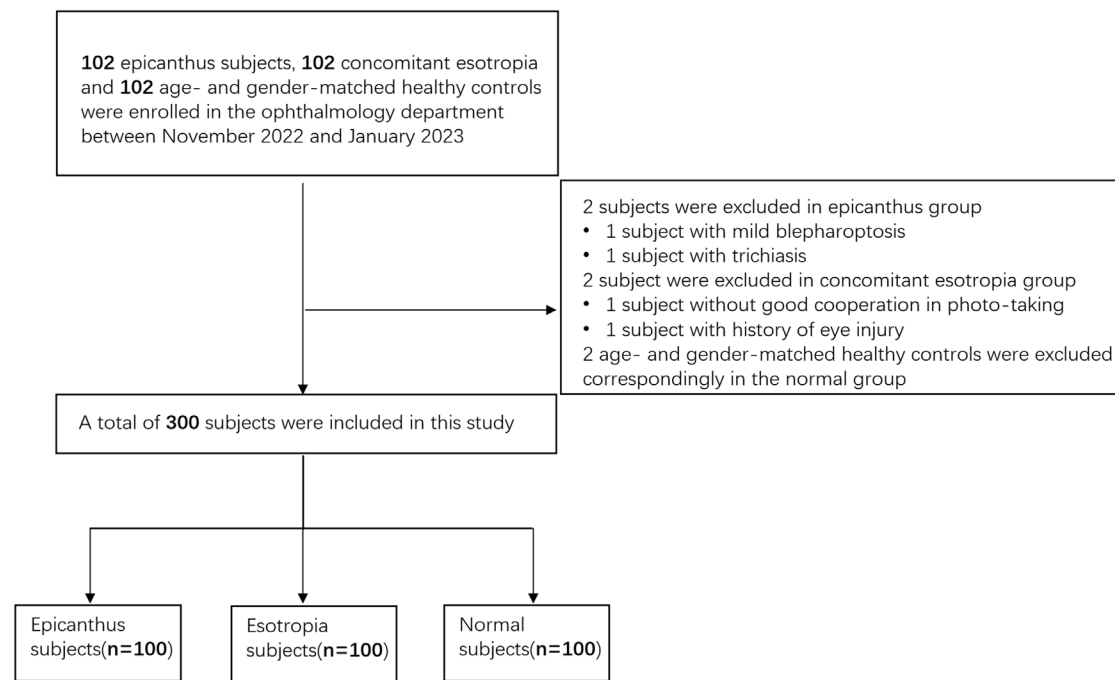 102 epicanthus subjects, 102 concomitant esotropia
and 102 age- and gender-matched healthy controls
were enrolled in the ophthalmology department
between November 2022 and January 2023
2 subjects were excluded in epicanthus group
• 1 subject with mild blepharoptosis
• 1 subject with trichiasis
2 subject were excluded in concomitant esotropia group
• 1 subject without good cooperation in photo-taking
• 1 subject with history of eye injury
2 age- and gender-matched healthy controls were excluded
correspondingly in the normal group
A total of 300 subjects were included in this study
Epicanthus
subjects(n=100)
Esotropia
subjects(n=100)
Normal
subjects(n=100)